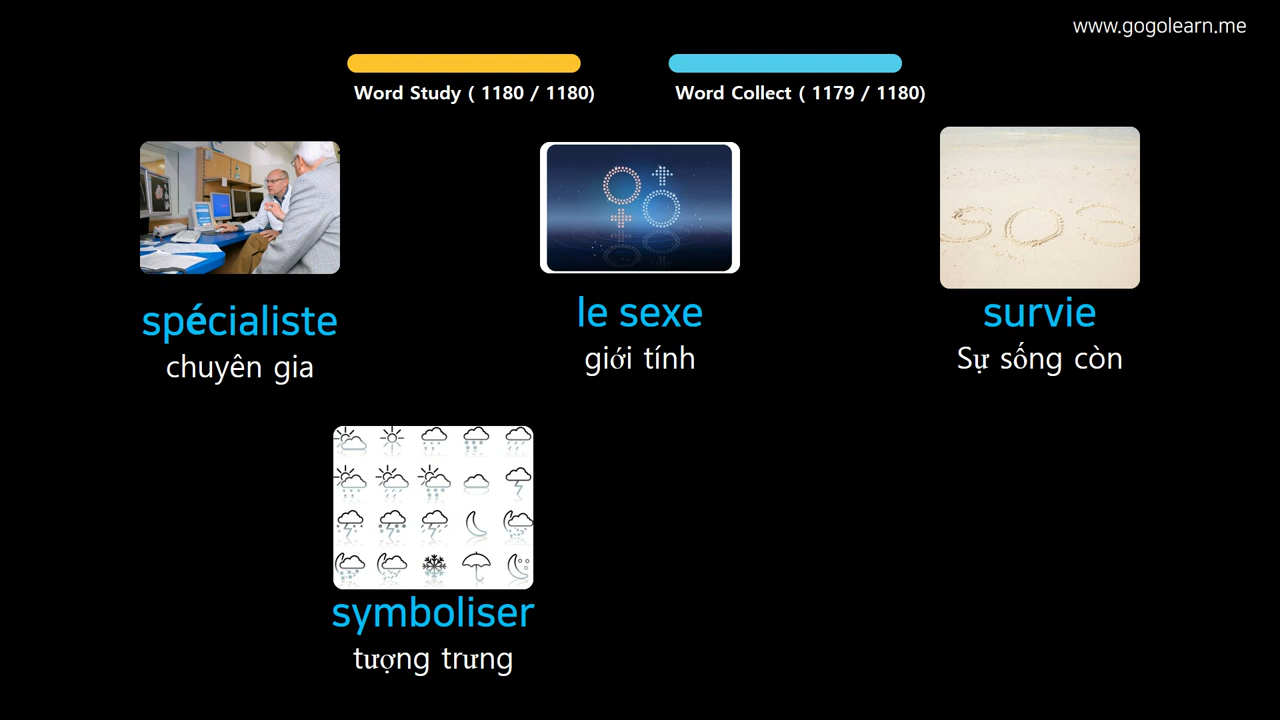 www.gogolearn.me
Word Study ( 1180 / 1180)
Word Collect ( 1179 / 1180)
SOS
spécialiste
chuyên gia
le sexe
giới tính
survie
Sự sống còn
symboliser
tượng trưng